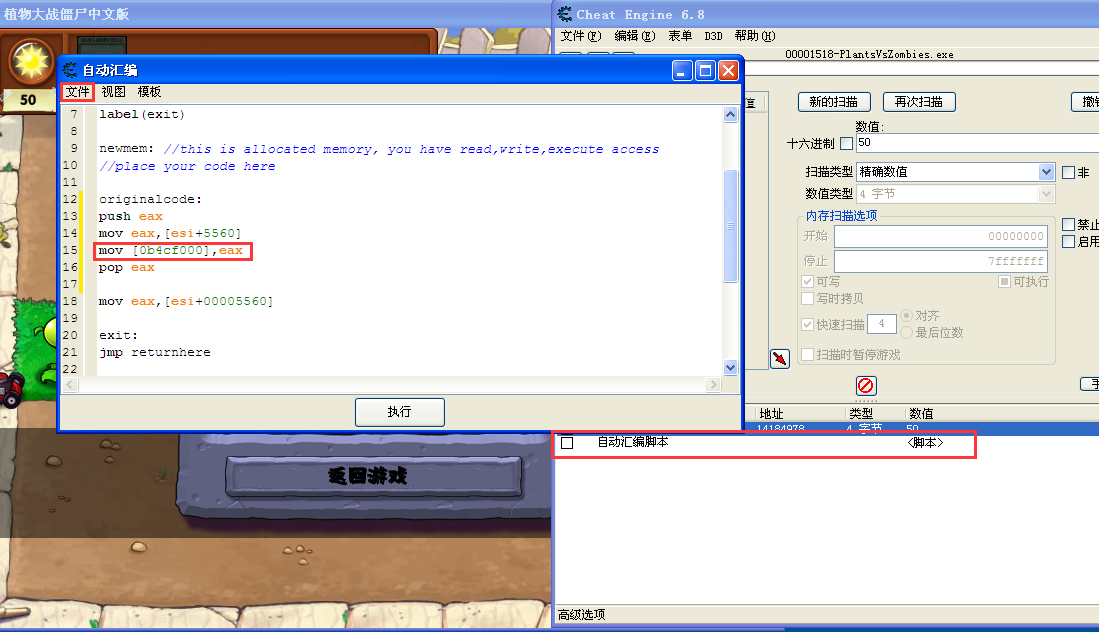 植物大战僵尸中文版
50
自动汇编
文件 视图 模板
7 label(exit)
8
9 newmem: //this is allocated memory, you have read,write,execute access
10 //place your code here
11
12 originalcode:
13 push eax
14 mov eax,[esi+5560]
15 mov [0b4cf000],eax
16 pop eax
17
18 mov eax,[esi+00005560]
19
20 exit:
21 jmp returnhere
22
执行
返回游戏
Cheat Engine 6.8
文件(F) 编辑(E) 表单 D3D 帮助(H)
00001518-PlantsVsZombies.exe
新的扫描 再次扫描 撤
数值:
十六进制 50
扫描类型 精确数值 非
数值类型 4 字节
内存扫描选项
开始 00000000 禁止
停止 7fffffff 启用
可写 可执行
写时拷贝
快速扫描 4 对齐
最后位数
扫描时暂停游戏
手
地址 类型 数值
14184978 4 字节 50
自动汇编脚本 <脚本>
高级选项